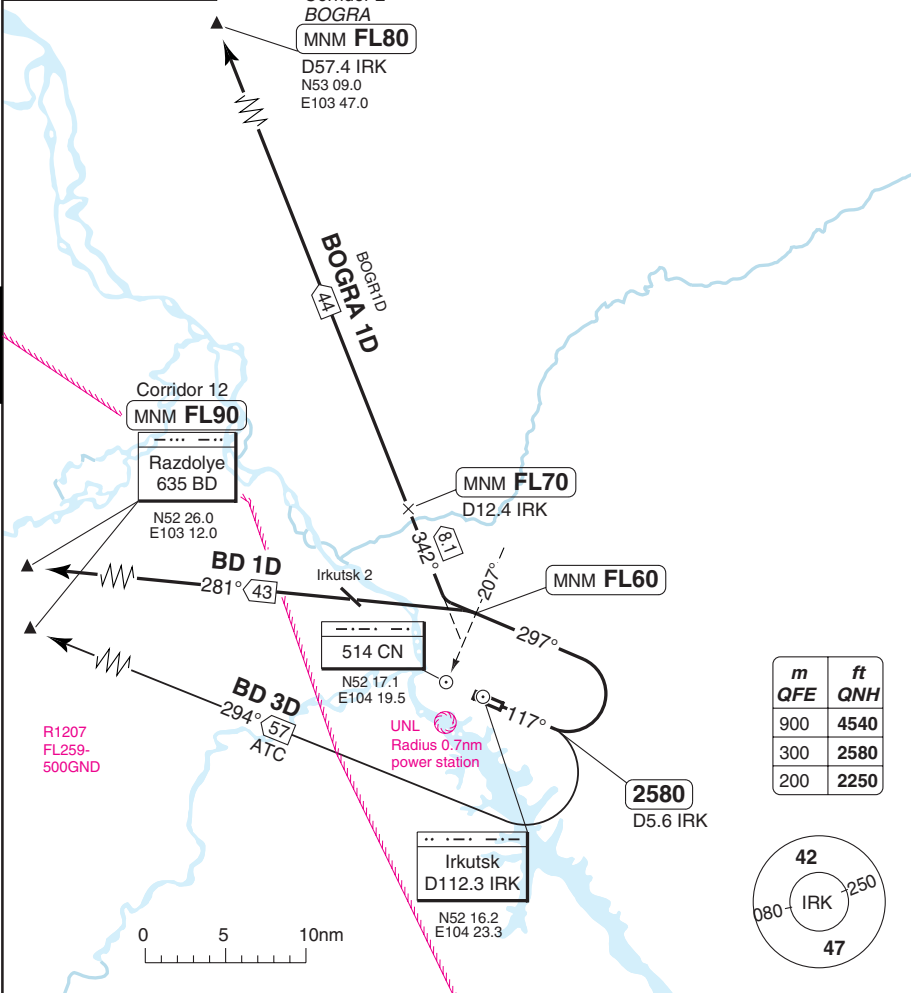 BOGRA
MNM FL80
D57.4 IRK
N53 09.0
E103 47.0
BOGR1D
BOGRA 1D
44
Corridor 12
MNM FL90
Razdolye
635 BD
N52 26.0
E103 12.0
MNM FL70
D12.4 IRK
8.1
342°
207°
BD 1D
281°
43
Irkutsk 2
MNM FL60
297°
514 CN
N52 17.1
E104 19.5
117°
BD 3D
294°
57
ATC
UNL
Radius 0.7nm
power station
R1207
FL259-
500GND
2580
D5.6 IRK
Irkutsk
D112.3 IRK
N52 16.2
E104 23.3
m ft
QFE QNH
900 4540
300 2580
200 2250
42
250
IRK
080
47
0 5 10nm